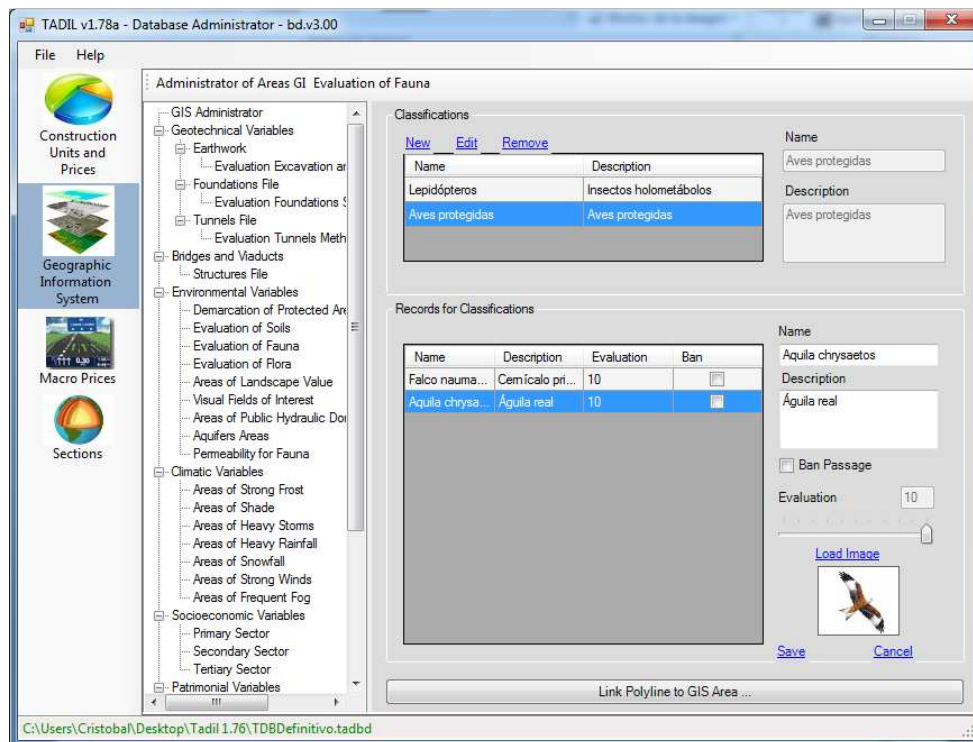 TADIL v1.78a - Database Administrator - bd.v3.00
File Help
Construction
Units and
Prices
Geographic
Information
System
Macro Prices
Sections
Administrator of Areas GI Evaluation of Fauna
GIS Administrator
Geotechnical Variables
Earthwork
Evaluation Excavation ar
Foundations File
Evaluation Foundations S
Tunnels File
Evaluation Tunnels Meth
Bridges and Viaducts
Structures File
Environmental Variables
Demarcation of Protected Are
Evaluation of Soils
Evaluation of Fauna
Evaluation of Flora
Areas of Landscape Value
Visual Fields of Interest
Areas of Public Hydraulic Dor
Aquifers Areas
Permeability for Fauna
Climatic Variables
Areas of Strong Frost
Areas of Shade
Areas of Heavy Storms
Areas of Heavy Rainfall
Areas of Snowfall
Areas of Strong Winds
Areas of Frequent Fog
Socioeconomic Variables
Primary Sector
Secondary Sector
Tertiary Sector
Patrimonial Variables
Classifications
New Edit Remove
Name Description
Lepidópteros Insectos holometábolos
Aves protegidas Aves protegidas
Name
Aves protegidas
Description
Aves protegidas
Records for Classifications
Name Description Evaluation Ban
Falco nauma... Cernícalo pri... 10
Aquila chrysa... Águila real 10
Name
Aquila chrysaetos
Description
Águila real
Ban Passage
Evaluation 10
Load Image
Save Cancel
Link Polyline to GIS Area ...
C:\Users\Cristobal\Desktop\Tadil 1.76\TDBDefinitivo.tadbd